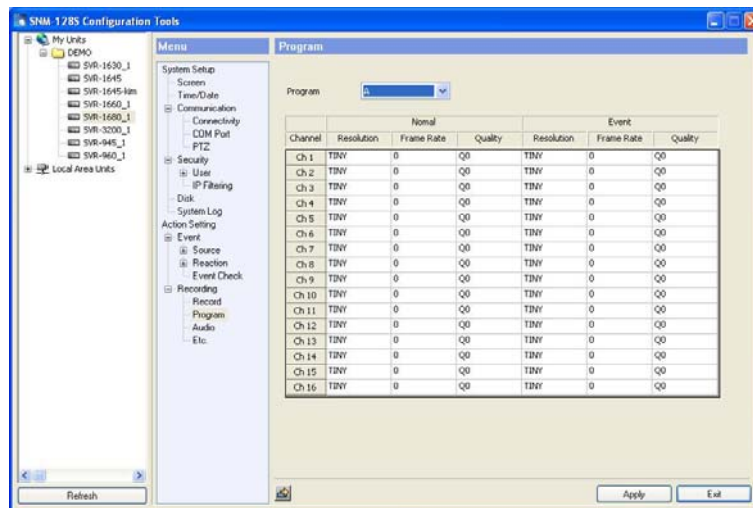 SNM-128S Configuration Tools
My Units
DEMO
SVR-1630_1
SVR-1645
SVR-1645-kim
SVR-1660_1
SVR-1680_1
SVR-3200_1
SVR-945_1
SVR-960_1
Local Area Units
Refresh
Menu
System Setup
Screen
Time/Date
Communication
Connectivity
COM Port
PTZ
Security
User
IP Filtering
Disk
System Log
Action Setting
Event
Source
Reaction
Event Check
Recording
Record
Program
Audio
Etc.
Program
Program A
Nomal Event
Channel Resolution Frame Rate Quality Resolution Frame Rate Quality
Ch 1 TINY 0 Q0 TINY 0 Q0
Ch 2 TINY 0 Q0 TINY 0 Q0
Ch 3 TINY 0 Q0 TINY 0 Q0
Ch 4 TINY 0 Q0 TINY 0 Q0
Ch 5 TINY 0 Q0 TINY 0 Q0
Ch 6 TINY 0 Q0 TINY 0 Q0
Ch 7 TINY 0 Q0 TINY 0 Q0
Ch 8 TINY 0 Q0 TINY 0 Q0
Ch 9 TINY 0 Q0 TINY 0 Q0
Ch 10 TINY 0 Q0 TINY 0 Q0
Ch 11 TINY 0 Q0 TINY 0 Q0
Ch 12 TINY 0 Q0 TINY 0 Q0
Ch 13 TINY 0 Q0 TINY 0 Q0
Ch 14 TINY 0 Q0 TINY 0 Q0
Ch 15 TINY 0 Q0 TINY 0 Q0
Ch 16 TINY 0 Q0 TINY 0 Q0
Apply Exit